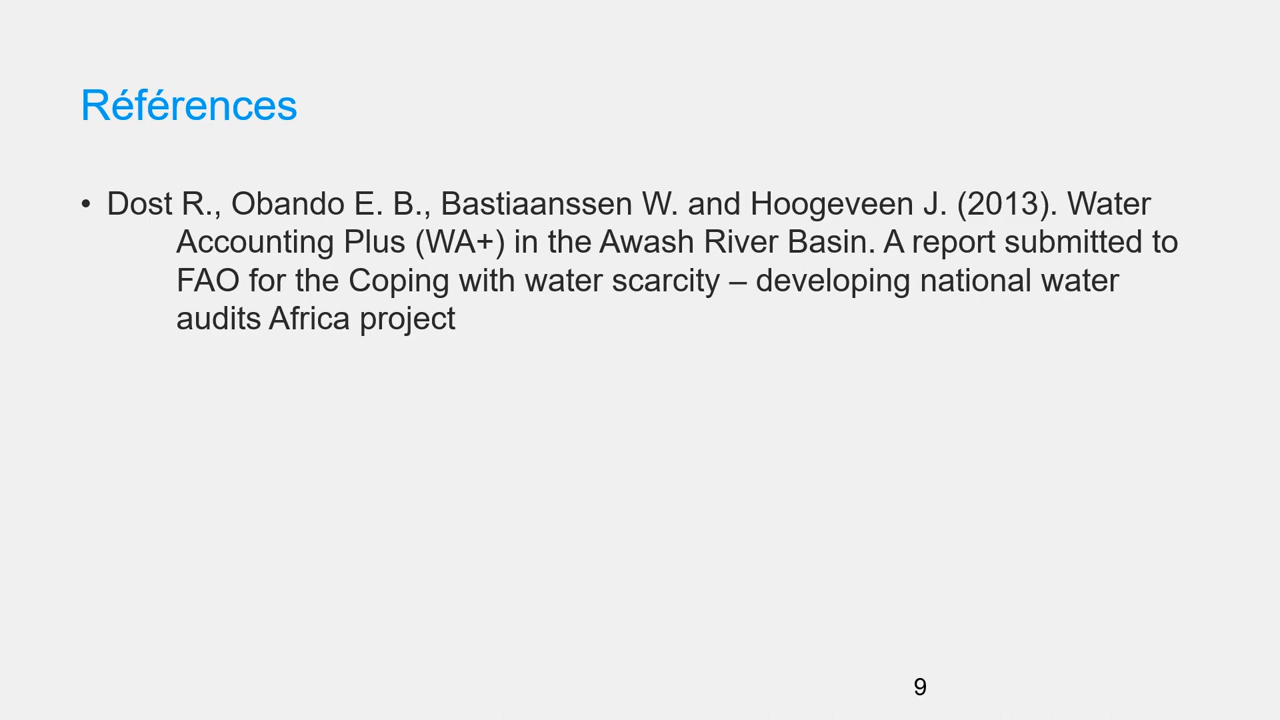 Références
• Dost R., Obando E. B., Bastiaanssen W. and Hoogeveen J. (2013). Water
Accounting Plus (WA+) in the Awash River Basin. A report submitted to
FAO for the Coping with water scarcity – developing national water
audits Africa project
9